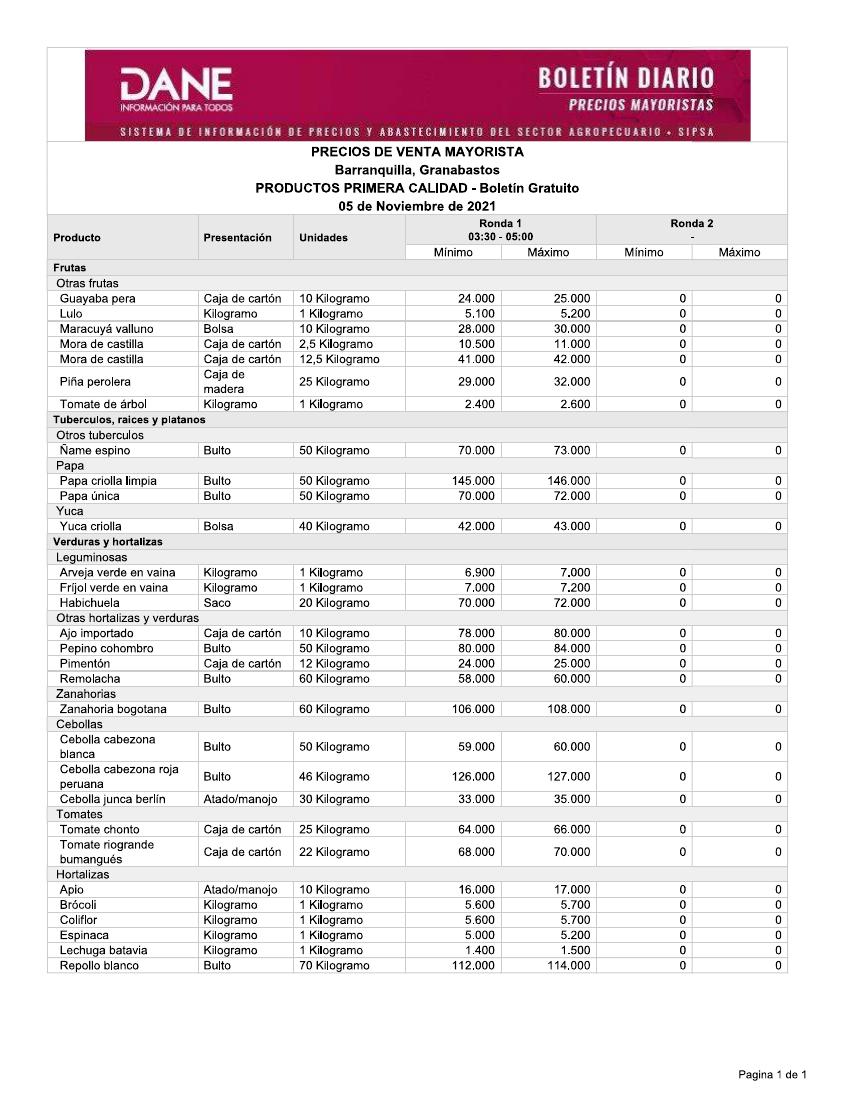 DANE
INFORMACIÓN PARA TODOS
BOLETÍN DIARIO
PRECIOS MAYORISTAS
SISTEMA DE INFORMACIÓN DE PRECIOS Y ABASTECIMIENTO DEL SECTOR AGROPECUARIO • SIPSA
PRECIOS DE VENTA MAYORISTA
Barranquilla, Granabastos
PRODUCTOS PRIMERA CALIDAD - Boletín Gratuito
05 de Noviembre de 2021
Producto Presentación Unidades Ronda 1 Ronda 2
03:30 - 05:00 -
Mínimo Máximo Mínimo Máximo
Frutas
Otras frutas
Guayaba pera Caja de cartón 10 Kilogramo 24.000 25.000 0 0
Lulo Kilogramo 1 Kilogramo 5.100 5.200 0 0
Maracuyá valluno Bolsa 10 Kilogramo 28.000 30.000 0 0
Mora de castilla Caja de cartón 2,5 Kilogramo 10.500 11.000 0 0
Mora de castilla Caja de cartón 12,5 Kilogramo 41.000 42.000 0 0
Piña perolera Caja de madera 25 Kilogramo 29.000 32.000 0 0
Tomate de árbol Kilogramo 1 Kilogramo 2.400 2.600 0 0
Tuberculos, raices y platanos
Otros tuberculos
Ñame espino Bulto 50 Kilogramo 70.000 73.000 0 0
Papa
Papa criolla limpia Bulto 50 Kilogramo 145.000 146.000 0 0
Papa única Bulto 50 Kilogramo 70.000 72.000 0 0
Yuca
Yuca criolla Bolsa 40 Kilogramo 42.000 43.000 0 0
Verduras y hortalizas
Leguminosas
Arveja verde en vaina Kilogramo 1 Kilogramo 6.900 7.000 0 0
Fríjol verde en vaina Kilogramo 1 Kilogramo 7.000 7.200 0 0
Habichuela Saco 20 Kilogramo 70.000 72.000 0 0
Otras hortalizas y verduras
Ajo importado Caja de cartón 10 Kilogramo 78.000 80.000 0 0
Pepino cohombro Bulto 50 Kilogramo 80.000 84.000 0 0
Pimentón Caja de cartón 12 Kilogramo 24.000 25.000 0 0
Remolacha Bulto 60 Kilogramo 58.000 60.000 0 0
Zanahorias
Zanahoria bogotana Bulto 60 Kilogramo 106.000 108.000 0 0
Cebollas
Cebolla cabezona blanca Bulto 50 Kilogramo 59.000 60.000 0 0
Cebolla cabezona roja peruana Bulto 46 Kilogramo 126.000 127.000 0 0
Cebolla junca berlín Atado/manojo 30 Kilogramo 33.000 35.000 0 0
Tomates
Tomate chonto Caja de cartón 25 Kilogramo 64.000 66.000 0 0
Tomate riogrande bumangués Caja de cartón 22 Kilogramo 68.000 70.000 0 0
Hortalizas
Apio Atado/manojo 10 Kilogramo 16.000 17.000 0 0
Brócoli Kilogramo 1 Kilogramo 5.600 5.700 0 0
Coliflor Kilogramo 1 Kilogramo 5.600 5.700 0 0
Espinaca Kilogramo 1 Kilogramo 5.000 5.200 0 0
Lechuga batavia Kilogramo 1 Kilogramo 1.400 1.500 0 0
Repollo blanco Bulto 70 Kilogramo 112.000 114.000 0 0
Pagina 1 de 1